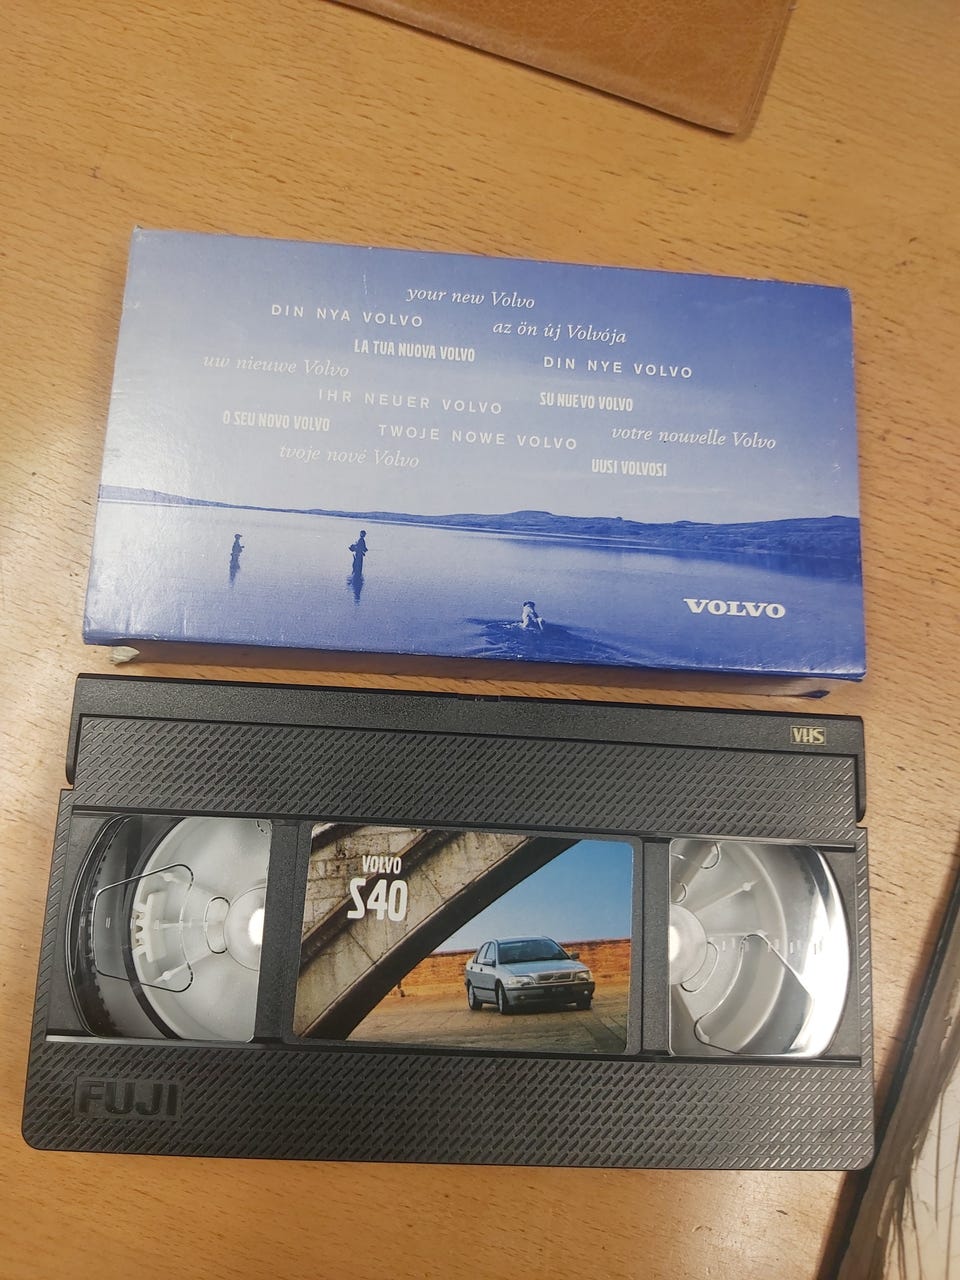 your new Volvo
DIN NYA VOLVO
az ön új Volvója
LA TUA NUOVA VOLVO
DIN NYE VOLVO
uw nieuwe Volvo
IHR NEUER VOLVO
SU NUEVO VOLVO
O SEU NOVO VOLVO
TWOJE NOWE VOLVO
votre nouvelle Volvo
tvoje nové Volvo
UUSI VOLVOSI
VOLVO
VHS
VOLVO
S40
FUJI